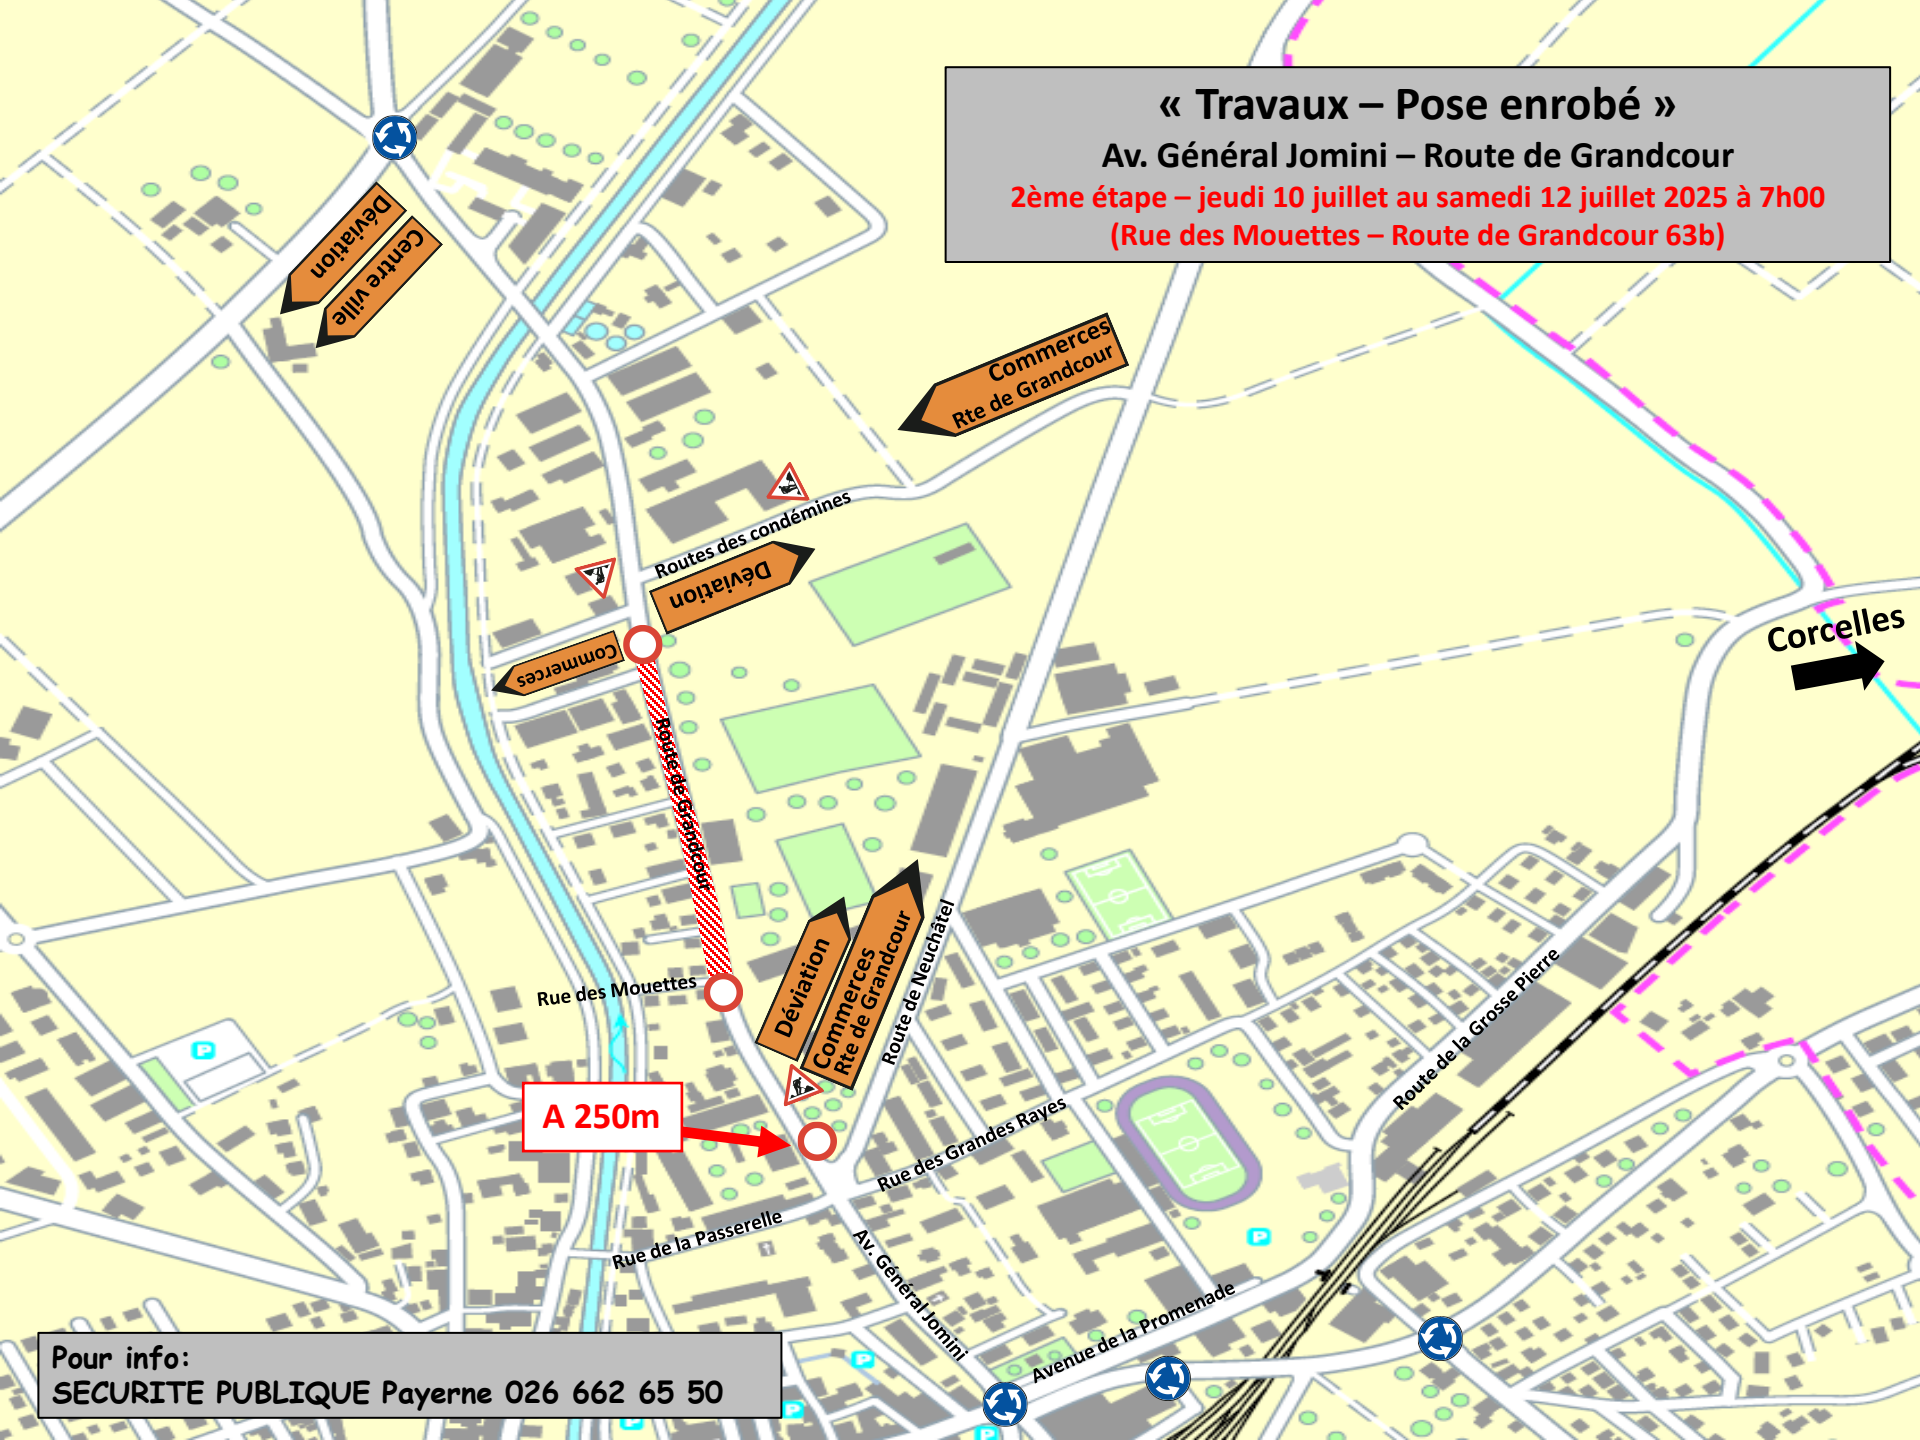 « Travaux – Pose enrobé »
Av. Général Jomini – Route de Grandcour
2ème étape – jeudi 10 juillet au samedi 12 juillet 2025 à 7h00
(Rue des Mouettes – Route de Grandcour 63b)
Déviation
Centre ville
Commerces
Rte de Grandcour
Routes des condémines
Déviation
Commerces
Corcelles
Route de Grandcour
Déviation
Commerces
Rte de Grandcour
Route de Neuchâtel
Rue des Mouettes
Route de la Grosse Pierre
P
A 250m
Rue des Grandes Rayes
Rue de la Passerelle
P
Av. Général Jomini
Avenue de la Promenade
Pour info:
SECURITE PUBLIQUE Payerne 026 662 65 50
P
P
P
P